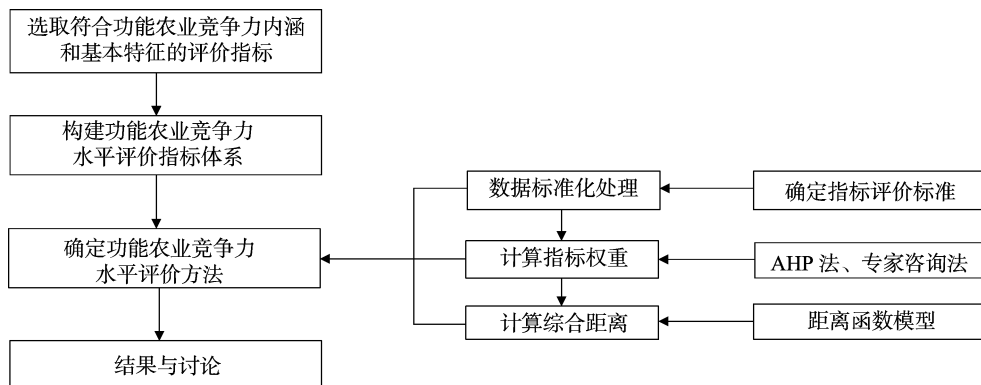 选取符合功能农业竞争力内涵
和基本特征的评价指标
构建功能农业竞争力
水平评价指标体系
确定功能农业竞争力
水平评价方法
结果与讨论
数据标准化处理
计算指标权重
计算综合距离
确定指标评价标准
AHP 法、专家咨询法
距离函数模型